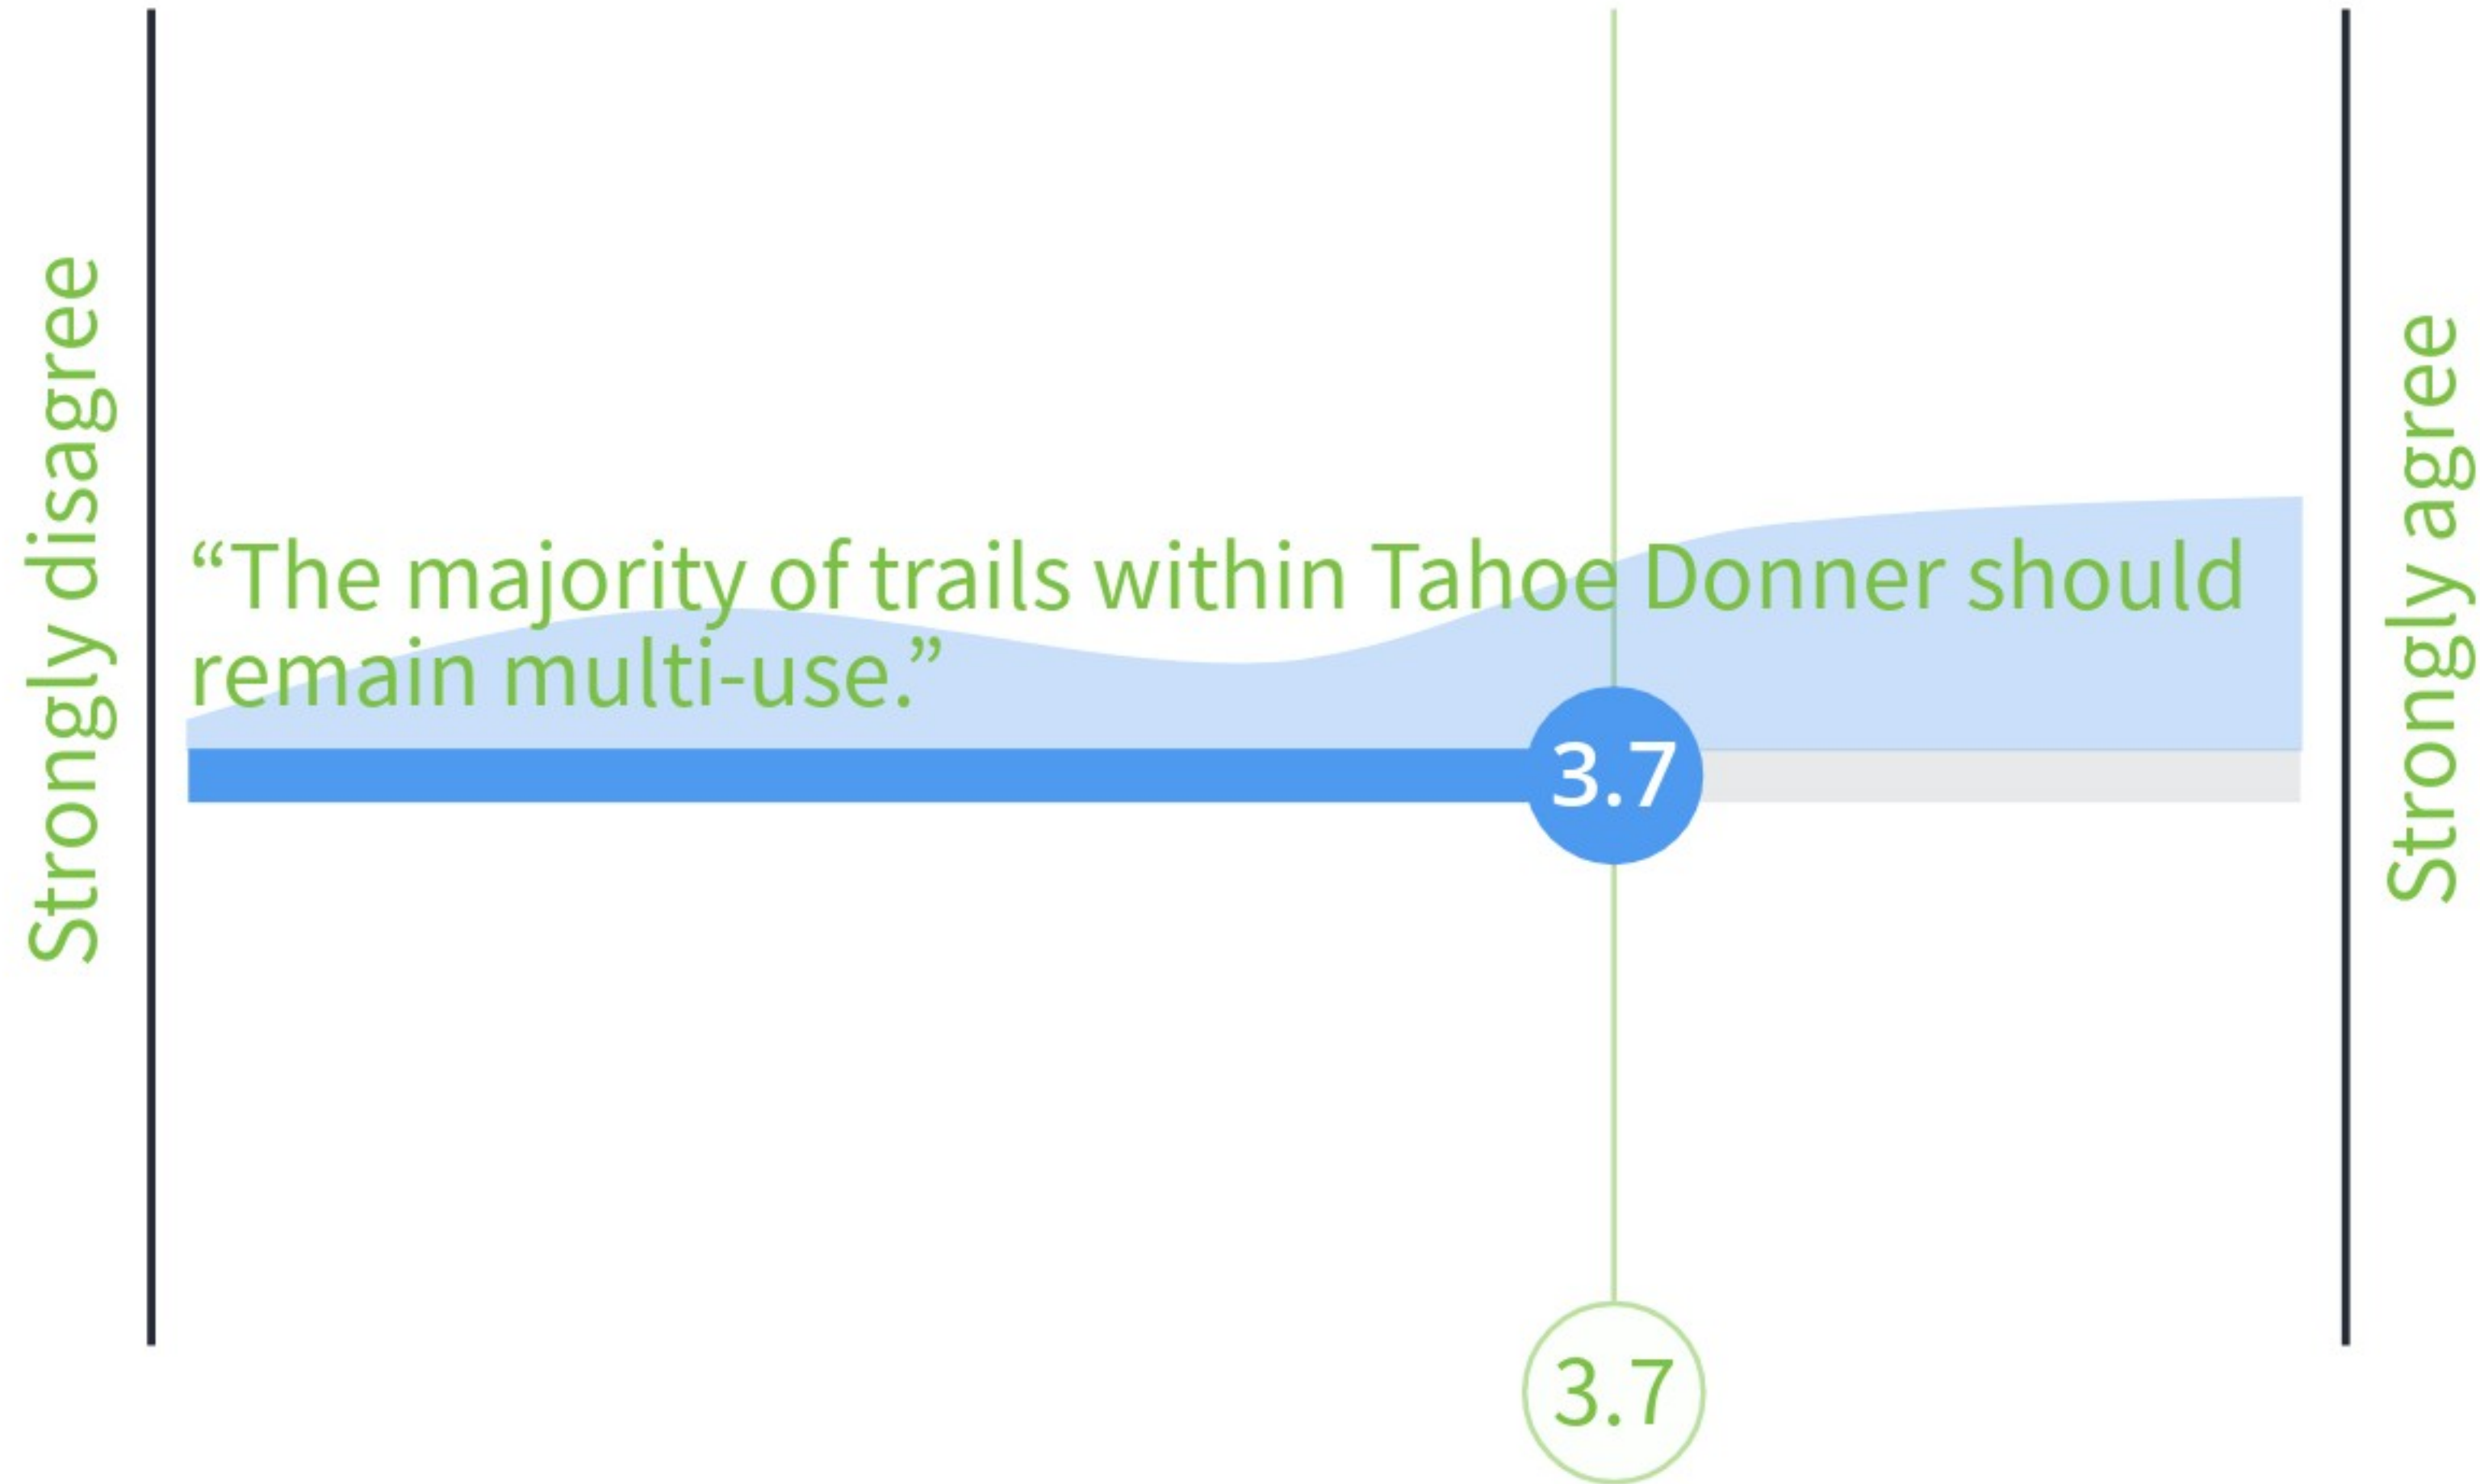 Strongly disagree
“The majority of trails within Tahoe Donner should
remain multi-use.”
3.7
3.7
Strongly agree